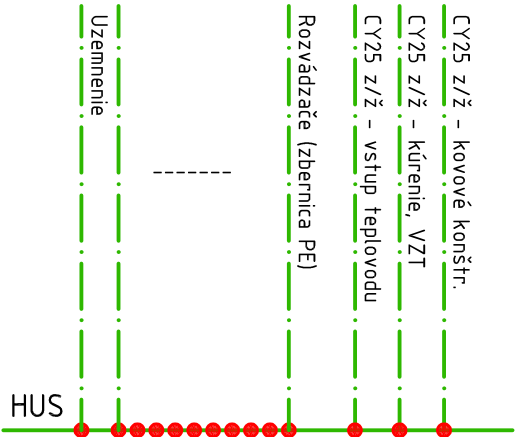 Uzemnenie
Rozvádzače (zbernica PE)
CY25 z/ž - vstup teplovodu
CY25 z/ž - kúrenie, VZT
CY25 z/ž - kovové konštr.
HUS